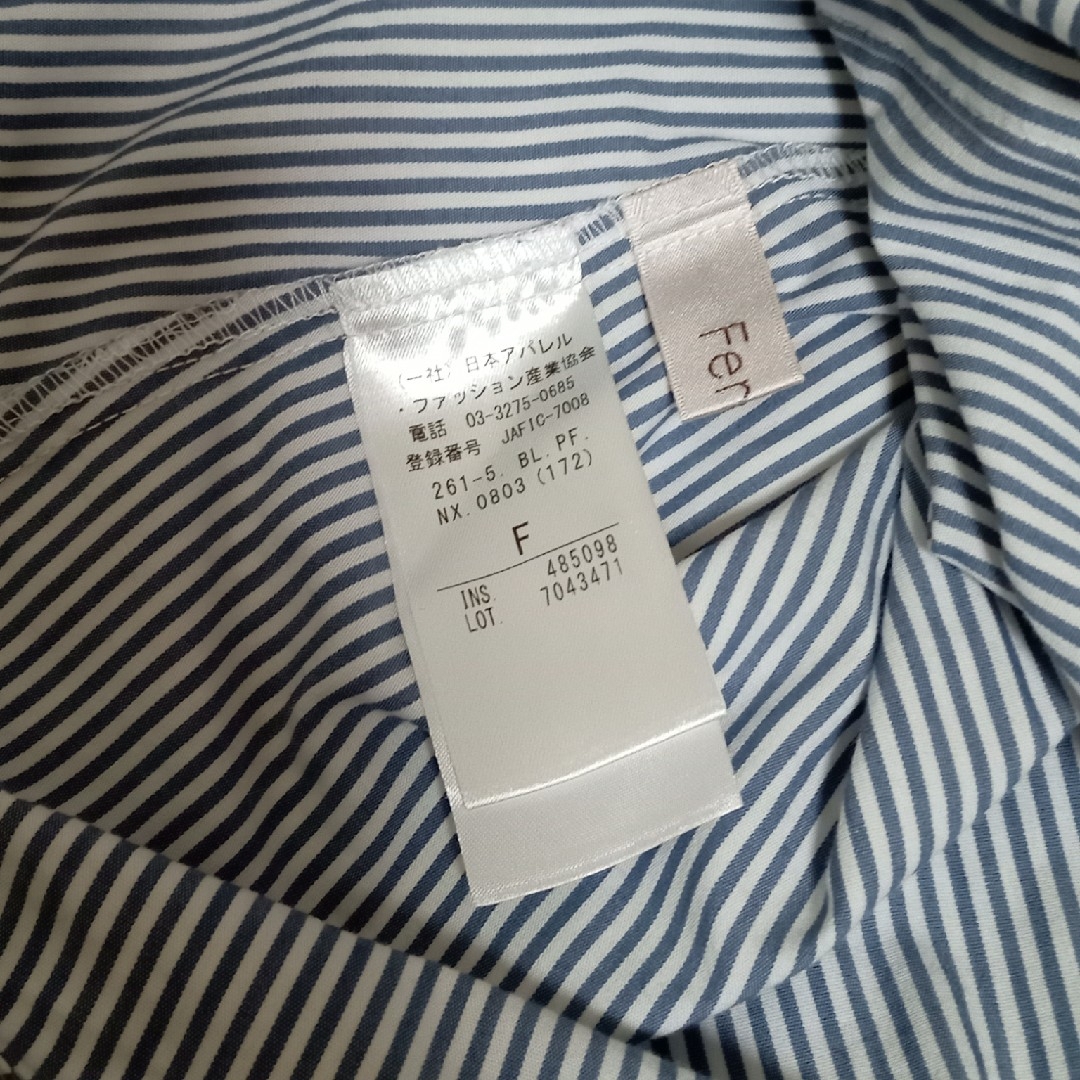 (一社)日本アパレル
・ファッション産業協会
電話 03-3275-0685
登録番号 JAFIC-7008
261-5. BL. PF.
NX. 0803 (172)
F
INS. 485098
LOT. 7043471
Fer